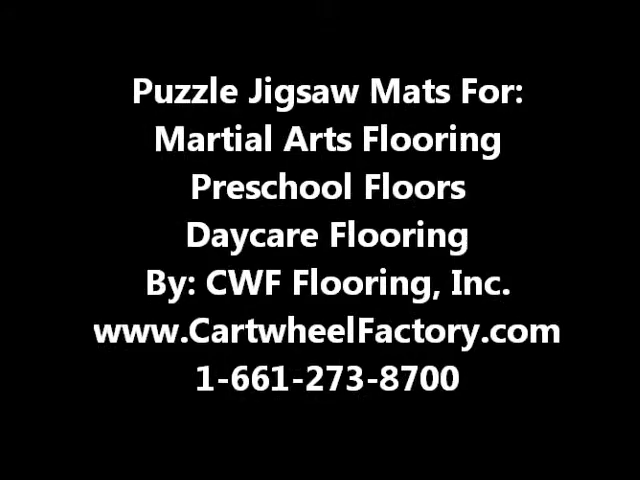 Puzzle Jigsaw Mats For:
Martial Arts Flooring
Preschool Floors
Daycare Flooring
By: CWF Flooring, Inc.
www.CartwheelFactory.com
1-661-273-8700